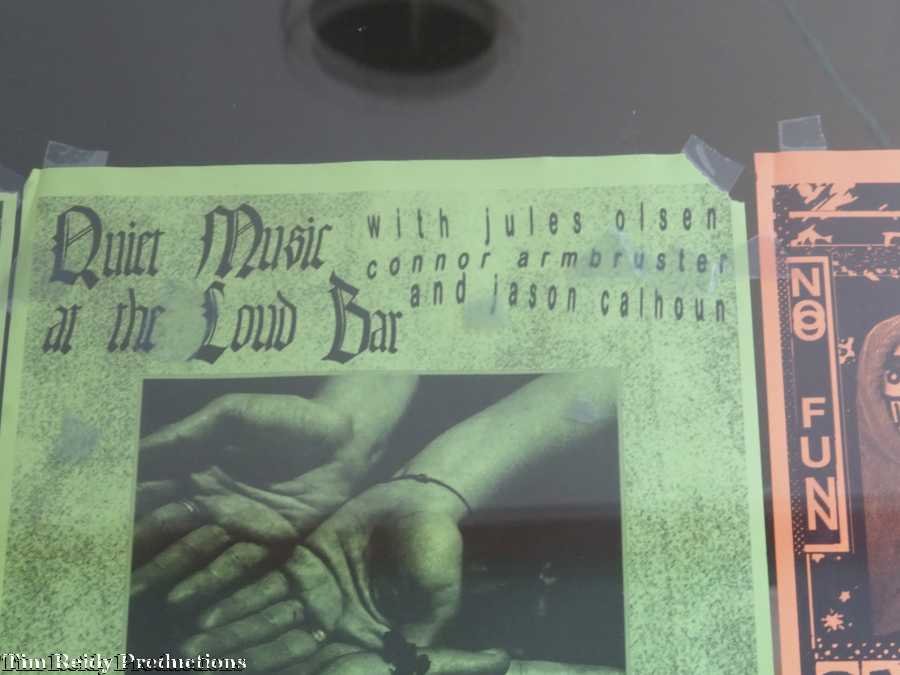 Quiet Music
at the Loud Bar
with jules olsen
connor armbruster
and jason calhoun
NO
FUN
Tim Reidy Productions